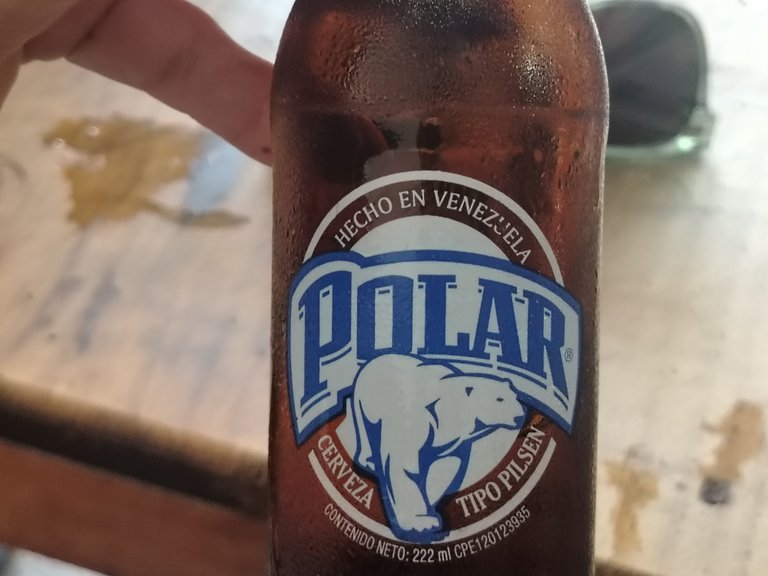 HECHO EN VENEZUELA
POLAR®
CERVEZA TIPO PILSEN
CONTENIDO NETO: 222 ml CPE120123935